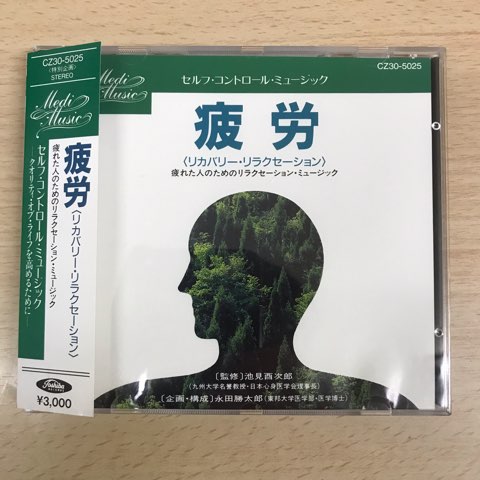 CZ30-5025
〈特別企画〉
STEREO
Medi
Music
疲労
〈リカバリー・リラクセーション〉
疲れた人のためのリラクセーション・ミュージック
セルフ・コントロール・ミュージック
―クオリティ・オブ・ライフを高めるために―
Toshiba
RECORDS
¥3,000
Medi
Music
セルフ・コントロール・ミュージック
CZ30-5025
疲労
〈リカバリー・リラクセーション〉
疲れた人のためのリラクセーション・ミュージック
〔監修〕池見酉次郎
(九州大学名誉教授・日本心身医学会理事長)
〔企画・構成〕永田勝太郎(東邦大学医学部・医学博士)